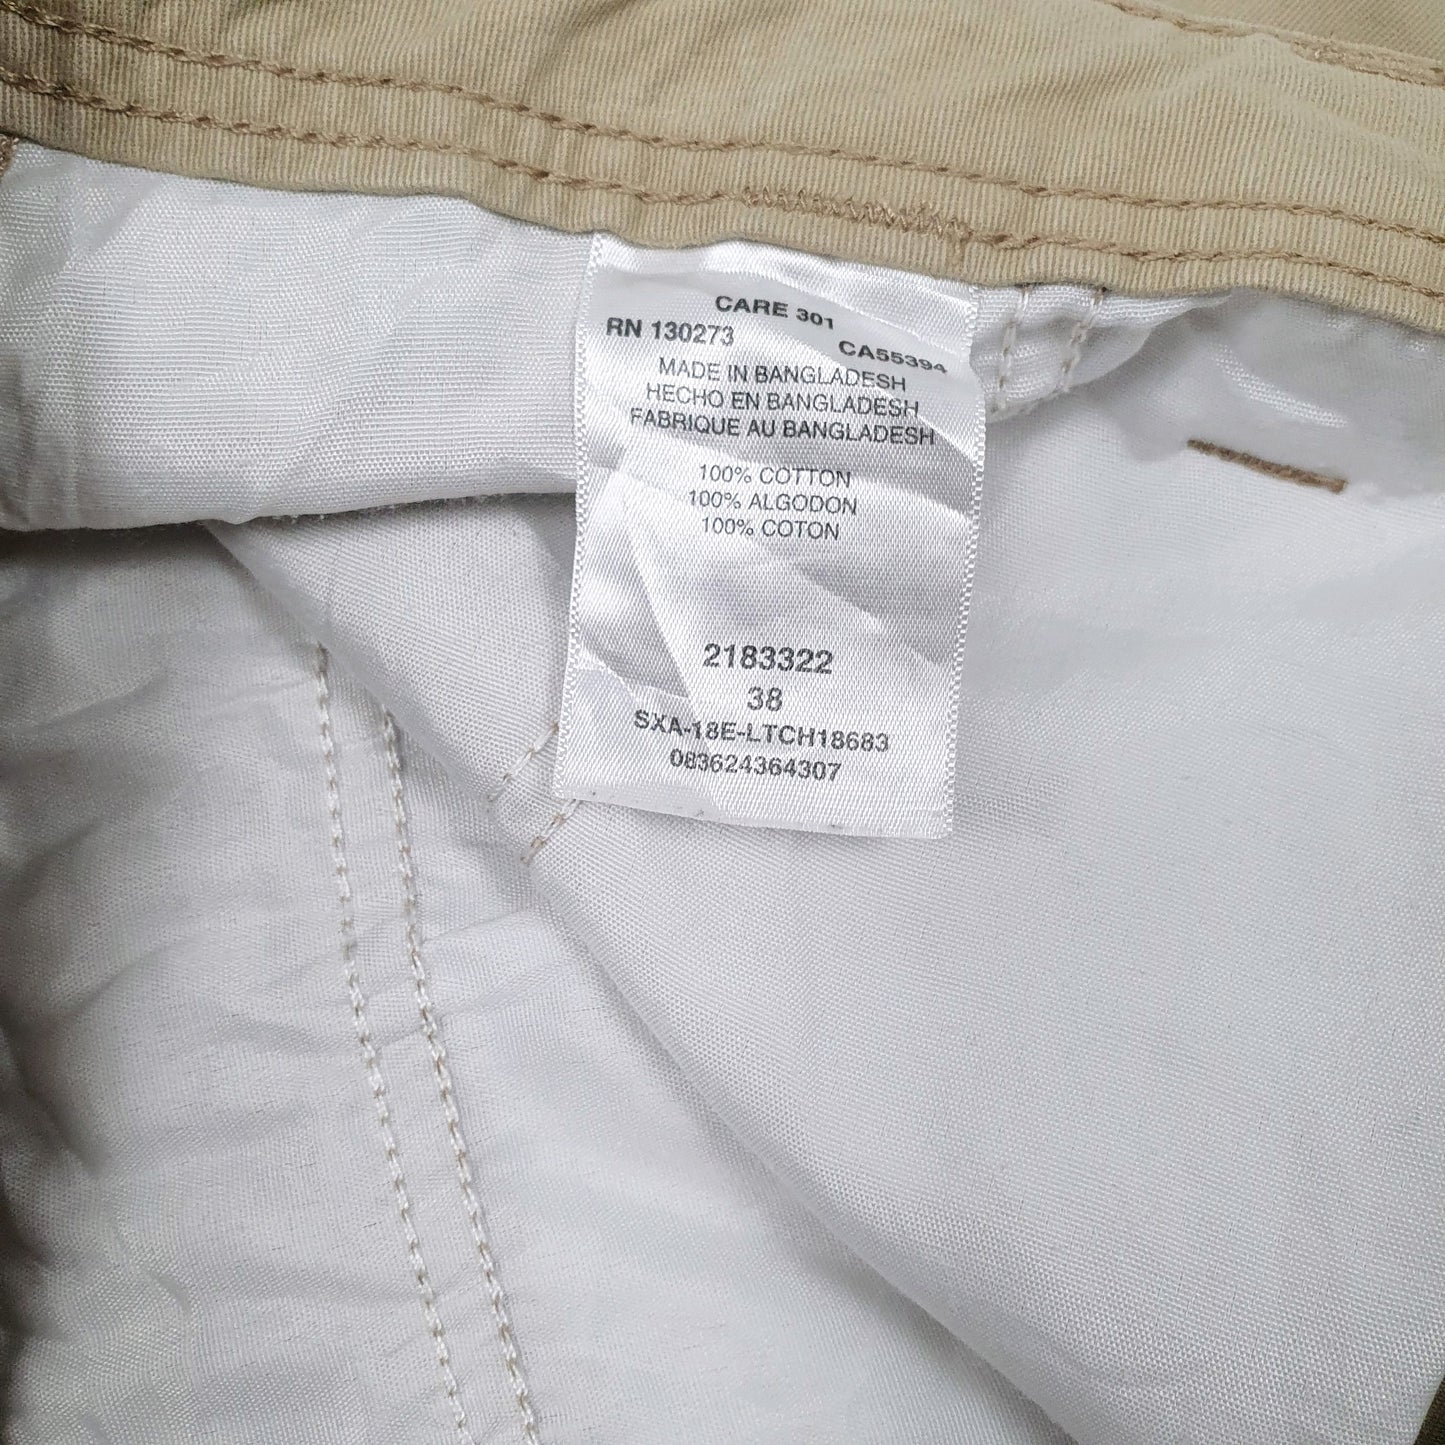 CARE 301
RN 130273 CA55394
MADE IN BANGLADESH
HECHO EN BANGLADESH
FABRIQUE AU BANGLADESH
100% COTTON
100% ALGODON
100% COTON
2183322
38
SXA-18E-LTCH18683
083624364307